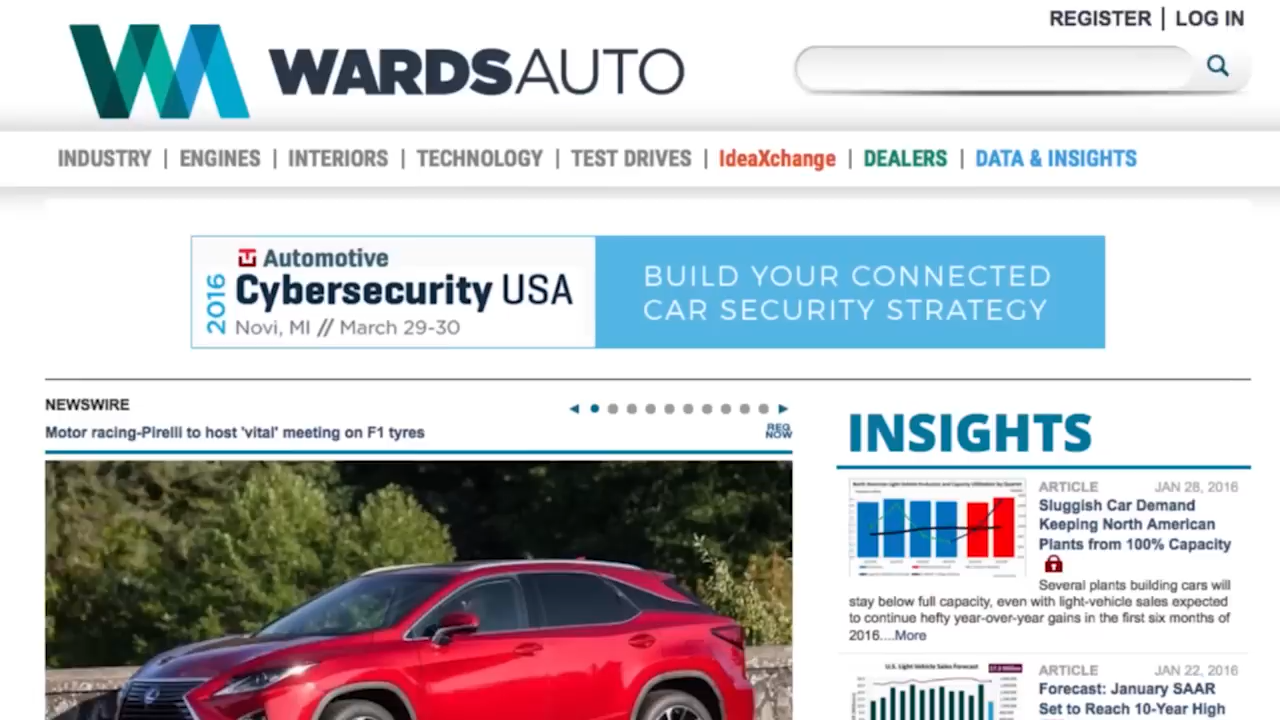 REGISTER | LOG IN
WARDSAUTO
INDUSTRY | ENGINES | INTERIORS | TECHNOLOGY | TEST DRIVES | IdeaXchange | DEALERS | DATA & INSIGHTS
2016
Automotive
Cybersecurity USA
Novi, MI // March 29-30
BUILD YOUR CONNECTED
CAR SECURITY STRATEGY
NEWSWIRE
Motor racing-Pirelli to host 'vital' meeting on F1 tyres
REG
NOW
INSIGHTS
ARTICLE JAN 28, 2016
Sluggish Car Demand
Keeping North American
Plants from 100% Capacity
Several plants building cars will
stay below full capacity, even with light-vehicle sales expected
to continue hefty year-over-year gains in the first six months of
2016....More
U.S. Light Vehicle Sales Forecast
ARTICLE JAN 22, 2016
Forecast: January SAAR
Set to Reach 10-Year High